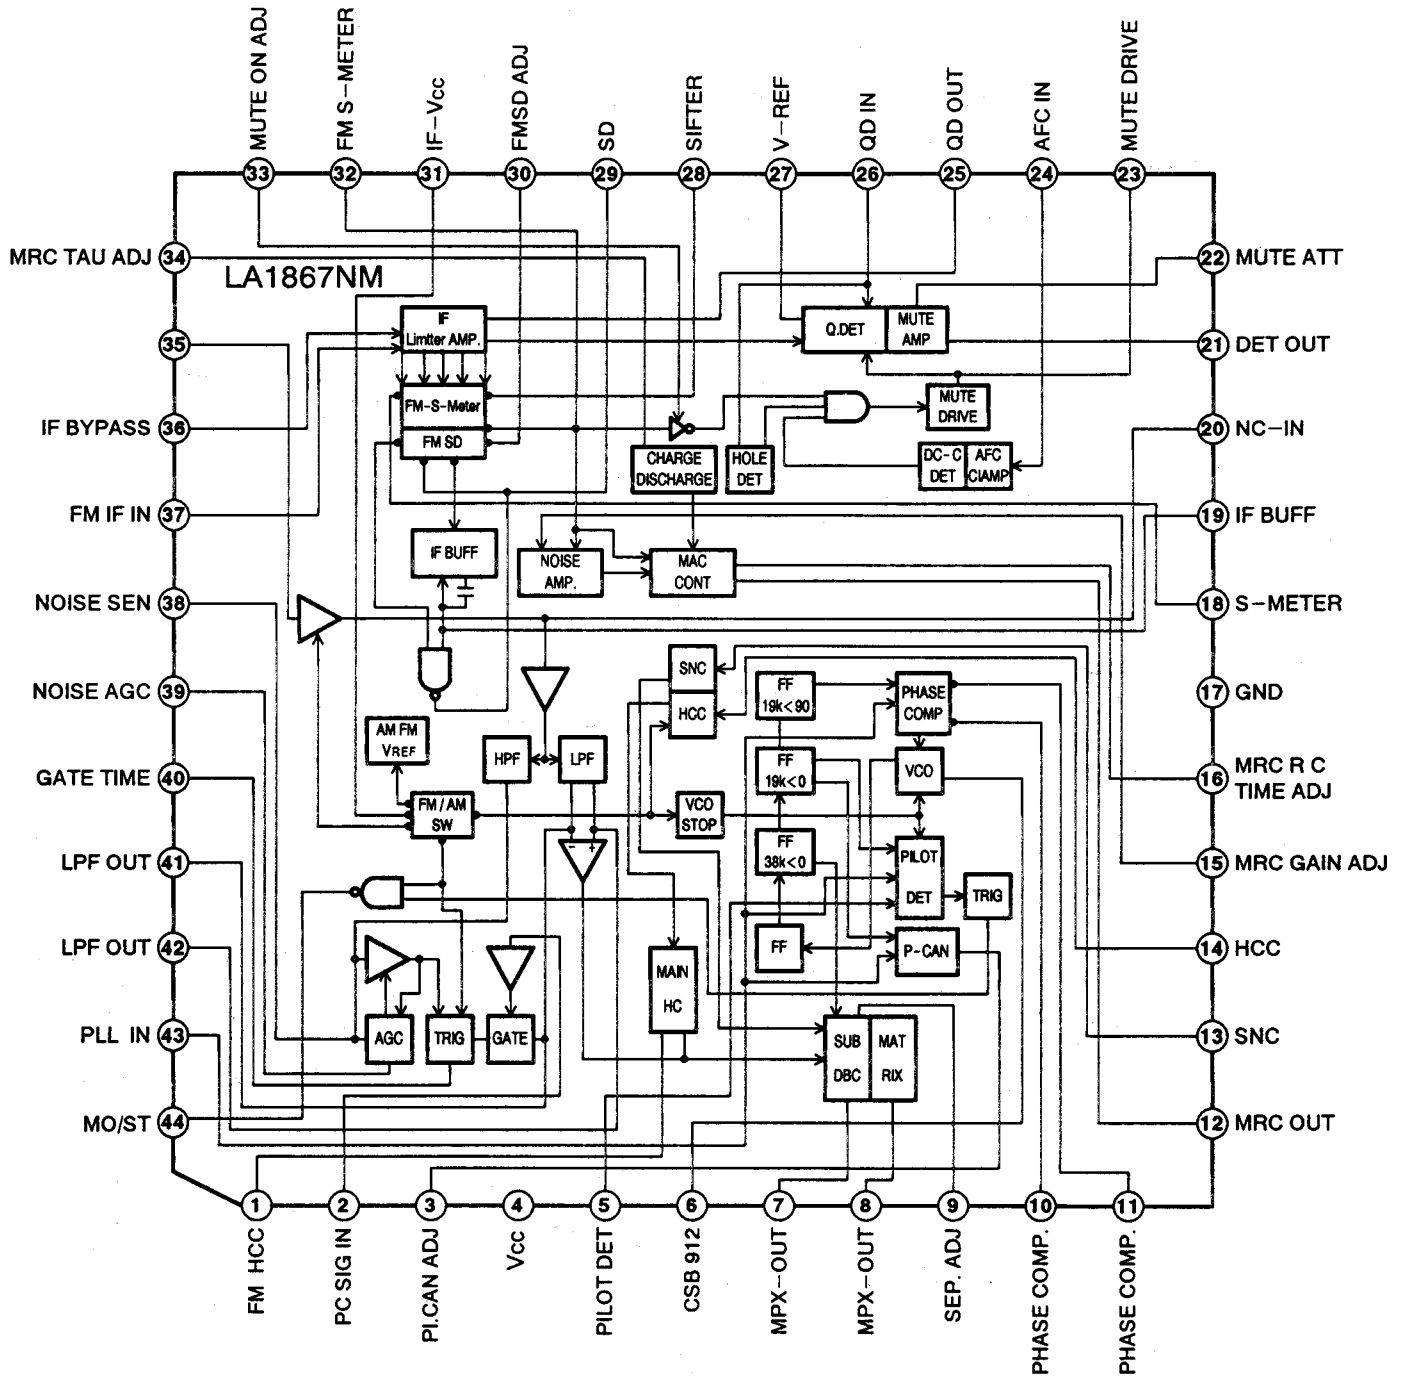 MUTE ON ADJ
FM S-METER
IF-Vcc
FMSD ADJ
SD
SIFTER
V-REF
QD IN
QD OUT
AFC IN
MUTE DRIVE
33
32
31
30
29
28
27
26
25
24
23
MRC TAU ADJ
34
LA1867NM
22
MUTE ATT
35
IF
Limtter AMP.
Q.DET
MUTE
AMP
21
DET OUT
IF BYPASS
36
FM-S-Meter
FM SD
MUTE
DRIVE
20
NC-IN
CHARGE
DISCHARGE
HOLE
DET
DC-C
DET
AFC
CIAMP
FM IF IN
37
19
IF BUFF
IF BUFF
NOISE
AMP.
MAC
CONT
NOISE SEN
38
18
S-METER
NOISE AGC
39
SNC
HCC
FF
19k<90
PHASE
COMP
17
GND
AM FM
VREF
HPF
LPF
GATE TIME
40
FF
19k<0
VCO
16
MRC R C
TIME ADJ
FM / AM
SW
VCO
STOP
LPF OUT
41
- +
FF
38k<0
PILOT
DET
TRIG
15
MRC GAIN ADJ
LPF OUT
42
FF
P-CAN
14
HCC
MAIN
HC
PLL IN
43
AGC
TRIG
GATE
SUB
DBC
MAT
RIX
13
SNC
MO/ST
44
12
MRC OUT
1
2
3
4
5
6
7
8
9
10
11
FM HCC
PC SIG IN
PI.CAN ADJ
Vcc
PILOT DET
CSB 912
MPX-OUT
MPX-OUT
SEP. ADJ
PHASE COMP.
PHASE COMP.